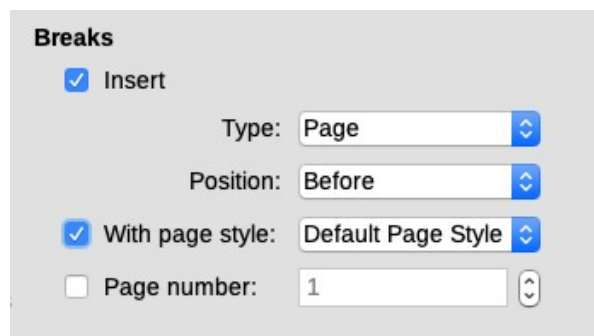 Breaks
Insert
Type: Page
Position: Before
With page style: Default Page Style
Page number: 1